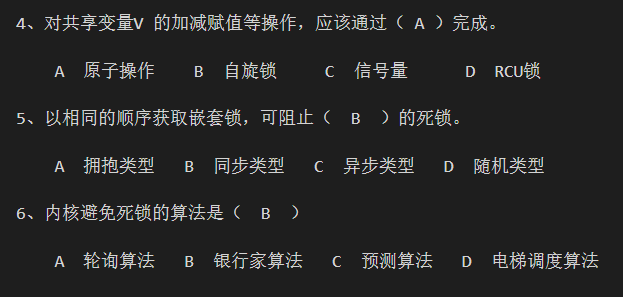 4、对共享变量V 的加减赋值等操作，应该通过（ A ）完成。
A 原子操作 B 自旋锁 C 信号量 D RCU锁
5、以相同的顺序获取嵌套锁，可阻止（ B ）的死锁。
A 拥抱类型 B 同步类型 C 异步类型 D 随机类型
6、内核避免死锁的算法是（ B ）
A 轮询算法 B 银行家算法 C 预测算法 D 电梯调度算法